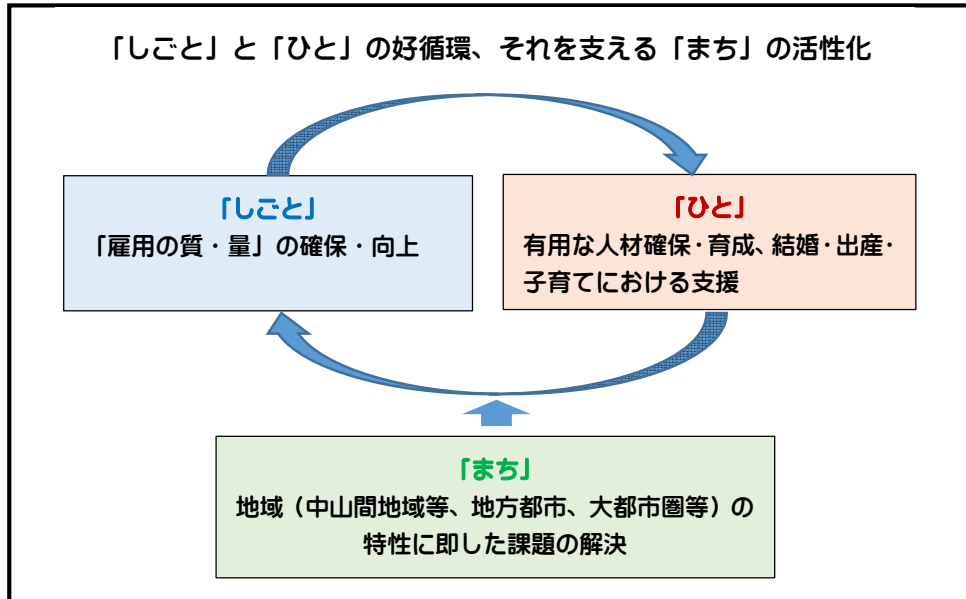 「しごと」と「ひと」の好循環、それを支える「まち」の活性化
「しごと」
「雇用の質・量」の確保・向上
「ひと」
有用な人材確保・育成、結婚・出産・
子育てにおける支援
「まち」
地域（中山間地域等、地方都市、大都市圏等）の
特性に即した課題の解決